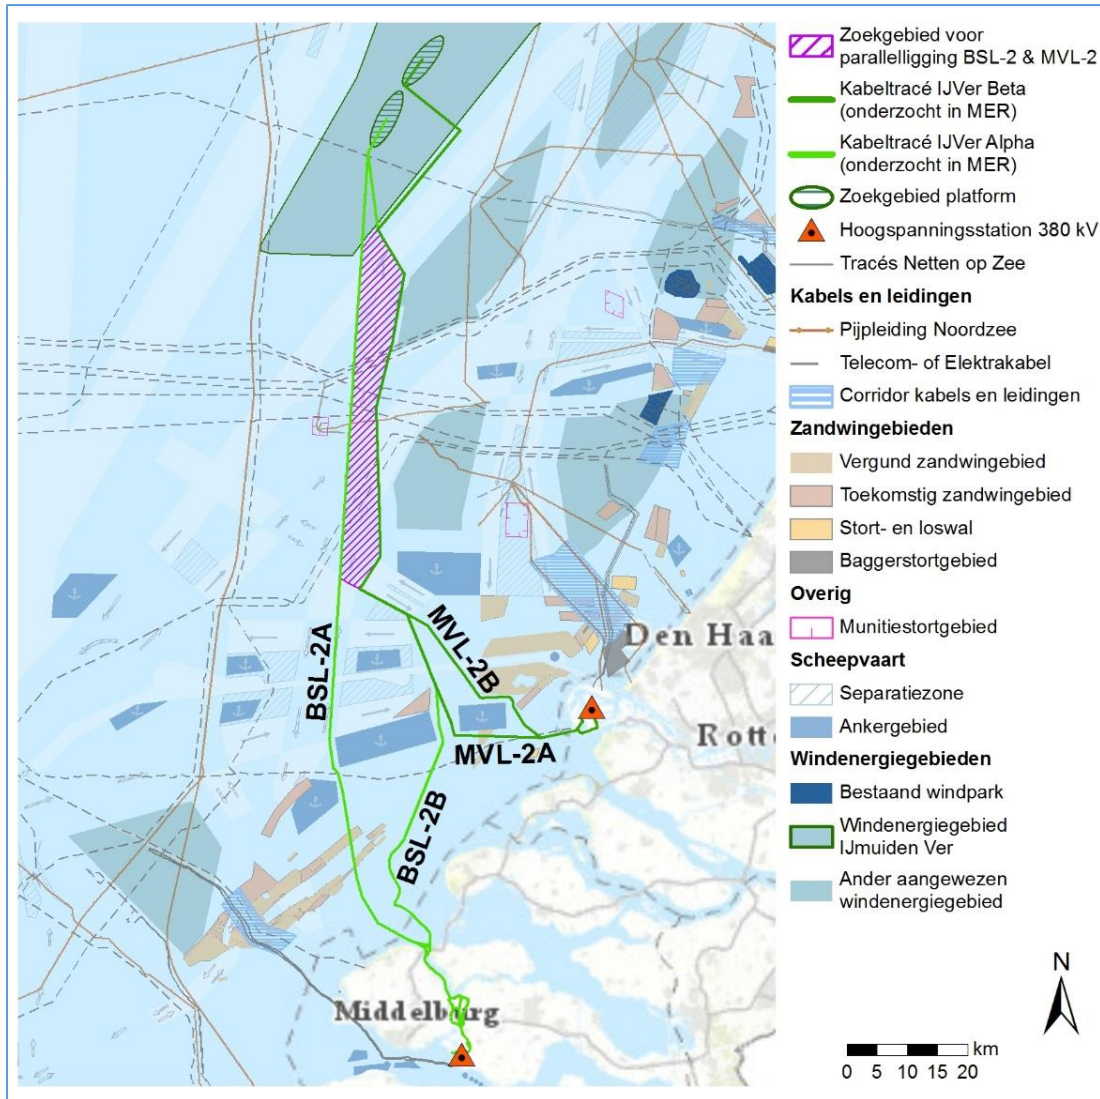 Zoekgebied voor
parallelligging BSL-2 & MVL-2
Kabeltracé IJVer Beta
(onderzocht in MER)
Kabeltracé IJVer Alpha
(onderzocht in MER)
Zoekgebied platform
Hoogspanningsstation 380 kV
Tracés Netten op Zee
Kabels en leidingen
Pijpleiding Noordzee
Telecom- of Elektrakabel
Corridor kabels en leidingen
Zandwingebieden
Vergund zandwingebied
Toekomstig zandwingebied
Stort- en loswal
Baggerstortgebied
Overig
Munitiestortgebied
Scheepvaart
Separatiezone
Ankergebied
Windenergiegebieden
Bestaand windpark
Windenergiegebied
IJmuiden Ver
Ander aangewezen
windenergiegebied
N
km
0 5 10 15 20
Den Haa
MVL-2B
BSL-2A
Rotte
MVL-2A
BSL-2B
Middelburg